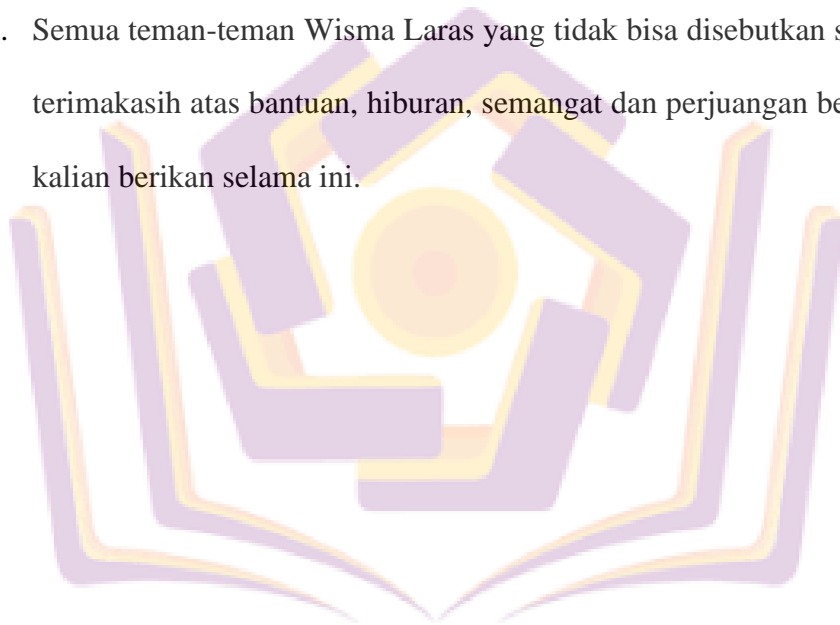 . Semua teman-teman Wisma Laras yang tidak bisa disebutkan
terimakasih atas bantuan, hiburan, semangat dan perjuangan
kalian berikan selama ini.